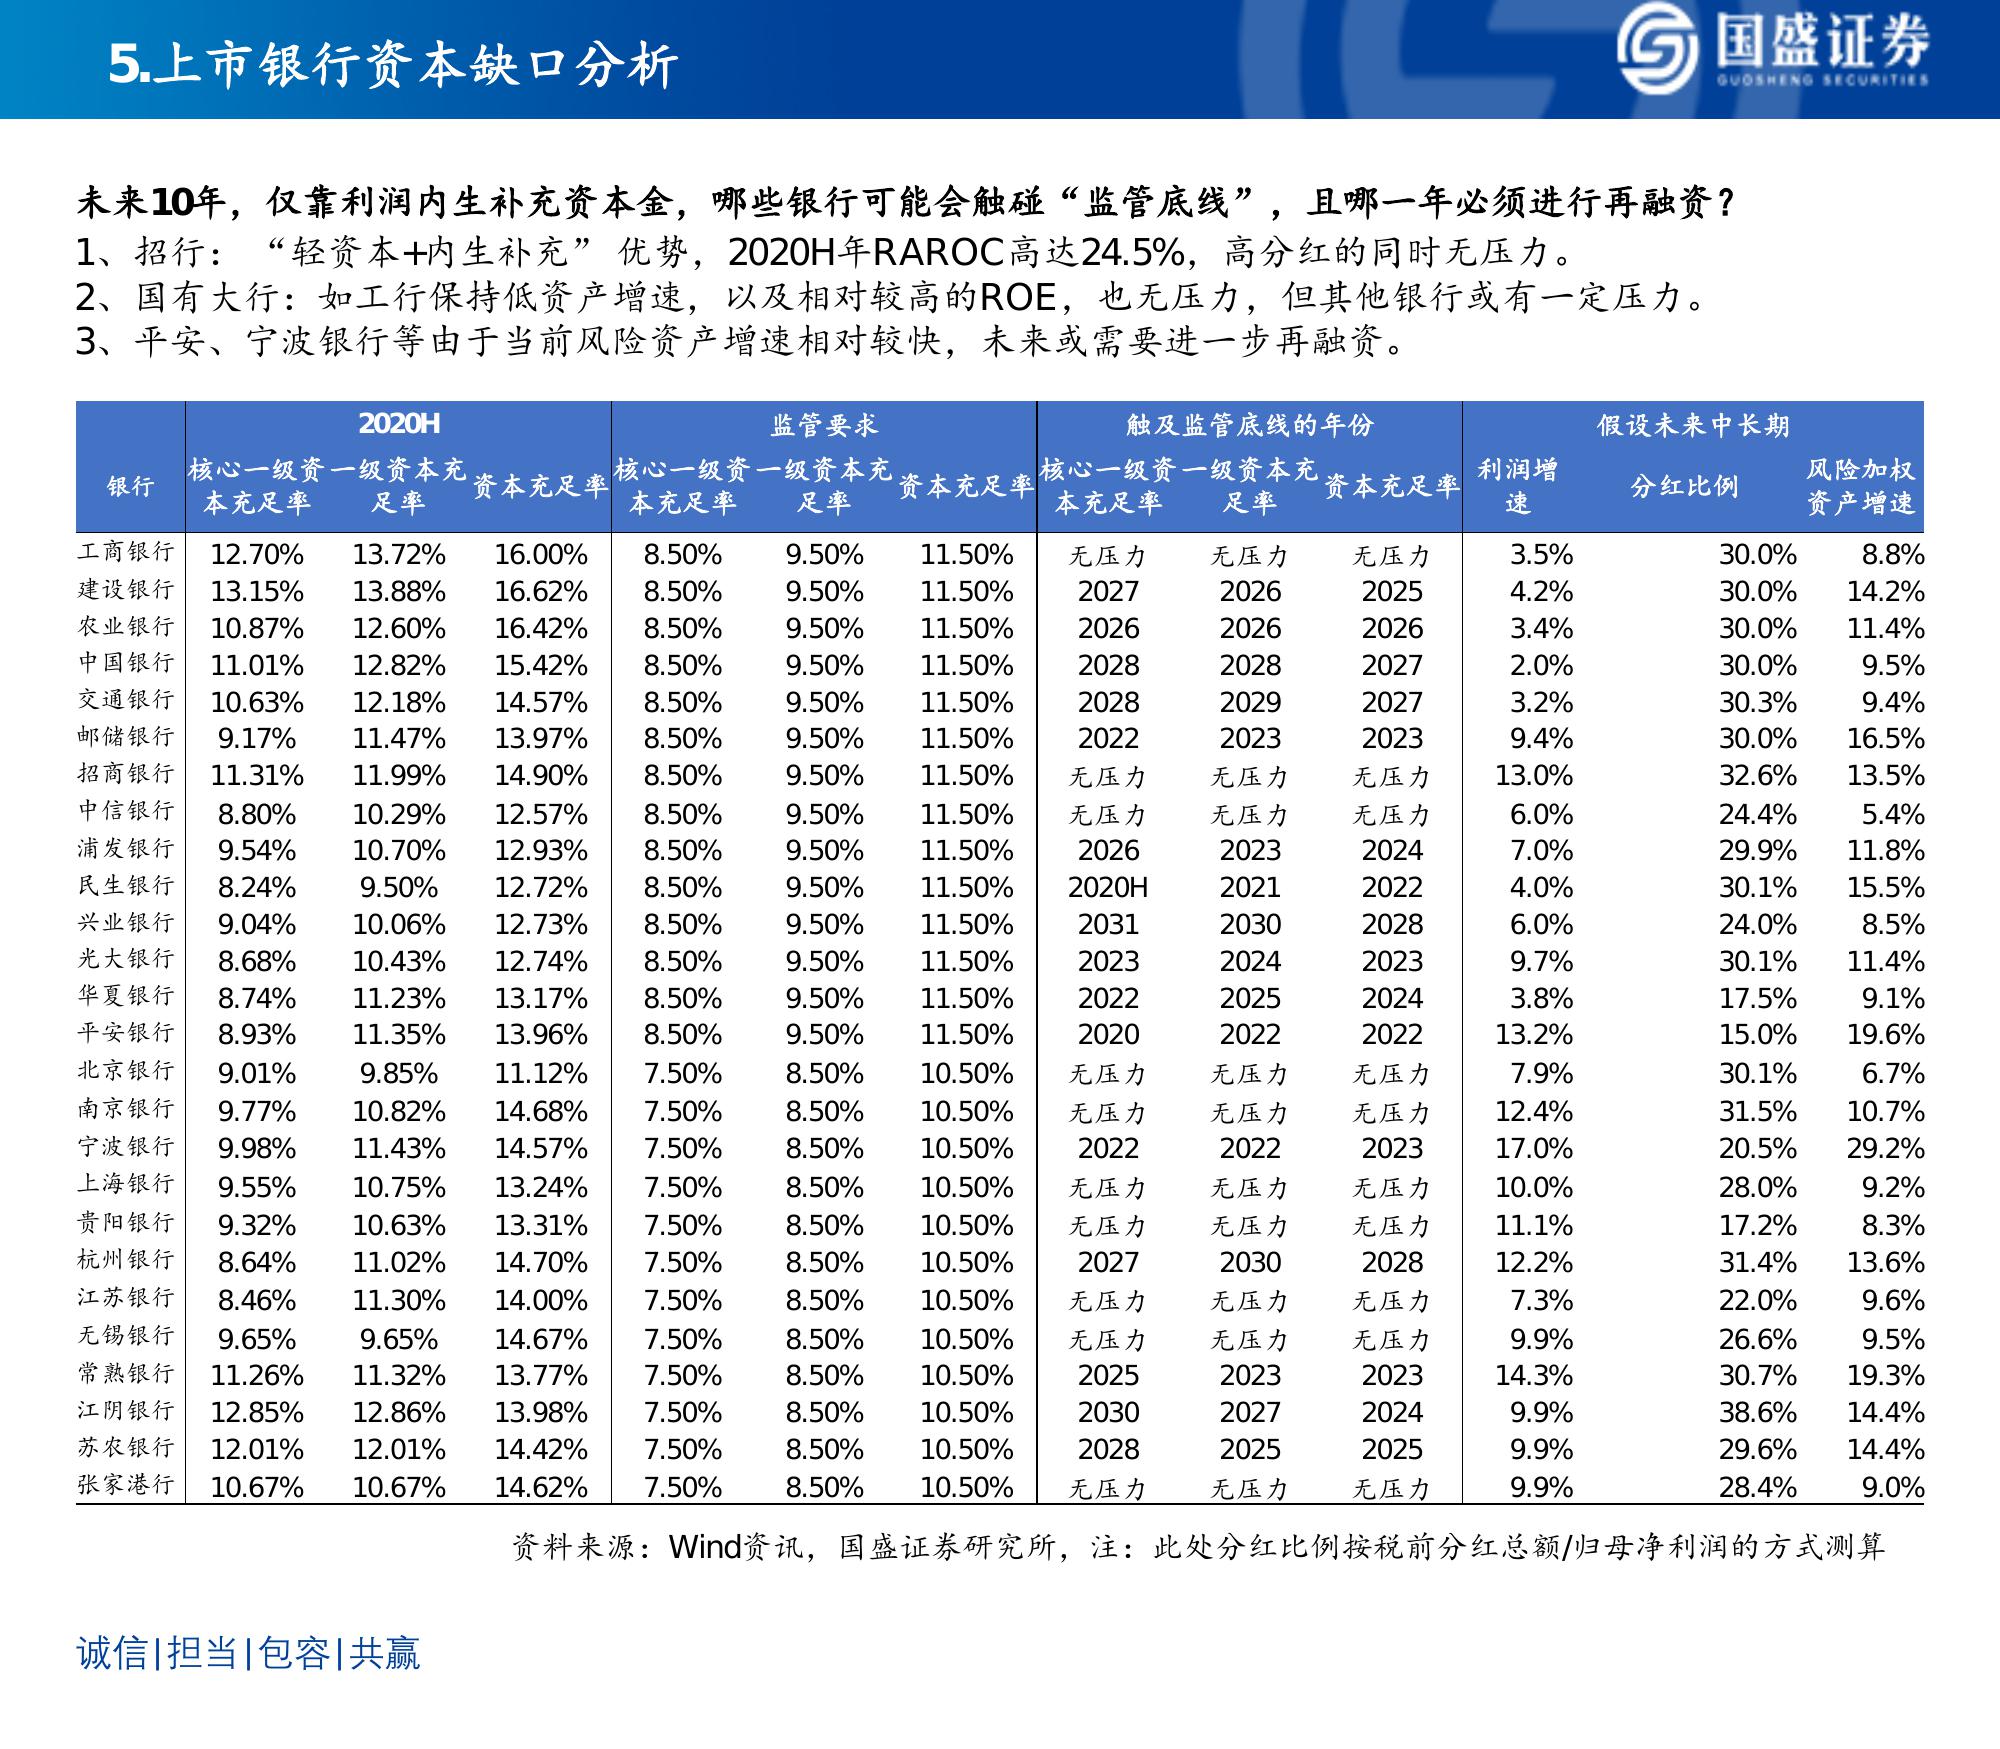 5.上市银行资本缺口分析
国盛证券
GUOSHENG SECURITIES
未来10年，仅靠利润内生补充资本金，哪些银行可能会触碰“监管底线”，且哪一年必须进行再融资？
1、招行：“轻资本+内生补充” 优势，2020H年RAROC高达24.5%，高分红的同时无压力。
2、国有大行：如工行保持低资产增速，以及相对较高的ROE，也无压力，但其他银行或有一定压力。
3、平安、宁波银行等由于当前风险资产增速相对较快，未来或需要进一步再融资。
银行 2020H 监管要求 触及监管底线的年份 假设未来中长期
核心一级资本充足率 一级资本充足率 资本充足率 核心一级资本充足率 一级资本充足率 资本充足率 核心一级资本充足率 一级资本充足率 资本充足率 利润增速 分红比例 风险加权资产增速
工商银行 12.70% 13.72% 16.00% 8.50% 9.50% 11.50% 无压力 无压力 无压力 3.5% 30.0% 8.8%
建设银行 13.15% 13.88% 16.62% 8.50% 9.50% 11.50% 2027 2026 2025 4.2% 30.0% 14.2%
农业银行 10.87% 12.60% 16.42% 8.50% 9.50% 11.50% 2026 2026 2026 3.4% 30.0% 11.4%
中国银行 11.01% 12.82% 15.42% 8.50% 9.50% 11.50% 2028 2028 2027 2.0% 30.0% 9.5%
交通银行 10.63% 12.18% 14.57% 8.50% 9.50% 11.50% 2028 2029 2027 3.2% 30.3% 9.4%
邮储银行 9.17% 11.47% 13.97% 8.50% 9.50% 11.50% 2022 2023 2023 9.4% 30.0% 16.5%
招商银行 11.31% 11.99% 14.90% 8.50% 9.50% 11.50% 无压力 无压力 无压力 13.0% 32.6% 13.5%
中信银行 8.80% 10.29% 12.57% 8.50% 9.50% 11.50% 无压力 无压力 无压力 6.0% 24.4% 5.4%
浦发银行 9.54% 10.70% 12.93% 8.50% 9.50% 11.50% 2026 2023 2024 7.0% 29.9% 11.8%
民生银行 8.24% 9.50% 12.72% 8.50% 9.50% 11.50% 2020H 2021 2022 4.0% 30.1% 15.5%
兴业银行 9.04% 10.06% 12.73% 8.50% 9.50% 11.50% 2031 2030 2028 6.0% 24.0% 8.5%
光大银行 8.68% 10.43% 12.74% 8.50% 9.50% 11.50% 2023 2024 2023 9.7% 30.1% 11.4%
华夏银行 8.74% 11.23% 13.17% 8.50% 9.50% 11.50% 2022 2025 2024 3.8% 17.5% 9.1%
平安银行 8.93% 11.35% 13.96% 8.50% 9.50% 11.50% 2020 2022 2022 13.2% 15.0% 19.6%
北京银行 9.01% 9.85% 11.12% 7.50% 8.50% 10.50% 无压力 无压力 无压力 7.9% 30.1% 6.7%
南京银行 9.77% 10.82% 14.68% 7.50% 8.50% 10.50% 无压力 无压力 无压力 12.4% 31.5% 10.7%
宁波银行 9.98% 11.43% 14.57% 7.50% 8.50% 10.50% 2022 2022 2023 17.0% 20.5% 29.2%
上海银行 9.55% 10.75% 13.24% 7.50% 8.50% 10.50% 无压力 无压力 无压力 10.0% 28.0% 9.2%
贵阳银行 9.32% 10.63% 13.31% 7.50% 8.50% 10.50% 无压力 无压力 无压力 11.1% 17.2% 8.3%
杭州银行 8.64% 11.02% 14.70% 7.50% 8.50% 10.50% 2027 2030 2028 12.2% 31.4% 13.6%
江苏银行 8.46% 11.30% 14.00% 7.50% 8.50% 10.50% 无压力 无压力 无压力 7.3% 22.0% 9.6%
无锡银行 9.65% 9.65% 14.67% 7.50% 8.50% 10.50% 无压力 无压力 无压力 9.9% 26.6% 9.5%
常熟银行 11.26% 11.32% 13.77% 7.50% 8.50% 10.50% 2025 2023 2023 14.3% 30.7% 19.3%
江阴银行 12.85% 12.86% 13.98% 7.50% 8.50% 10.50% 2030 2027 2024 9.9% 38.6% 14.4%
苏农银行 12.01% 12.01% 14.42% 7.50% 8.50% 10.50% 2028 2025 2025 9.9% 29.6% 14.4%
张家港行 10.67% 10.67% 14.62% 7.50% 8.50% 10.50% 无压力 无压力 无压力 9.9% 28.4% 9.0%
资料来源：Wind资讯，国盛证券研究所，注：此处分红比例按税前分红总额/归母净利润的方式测算
诚信|担当|包容|共赢